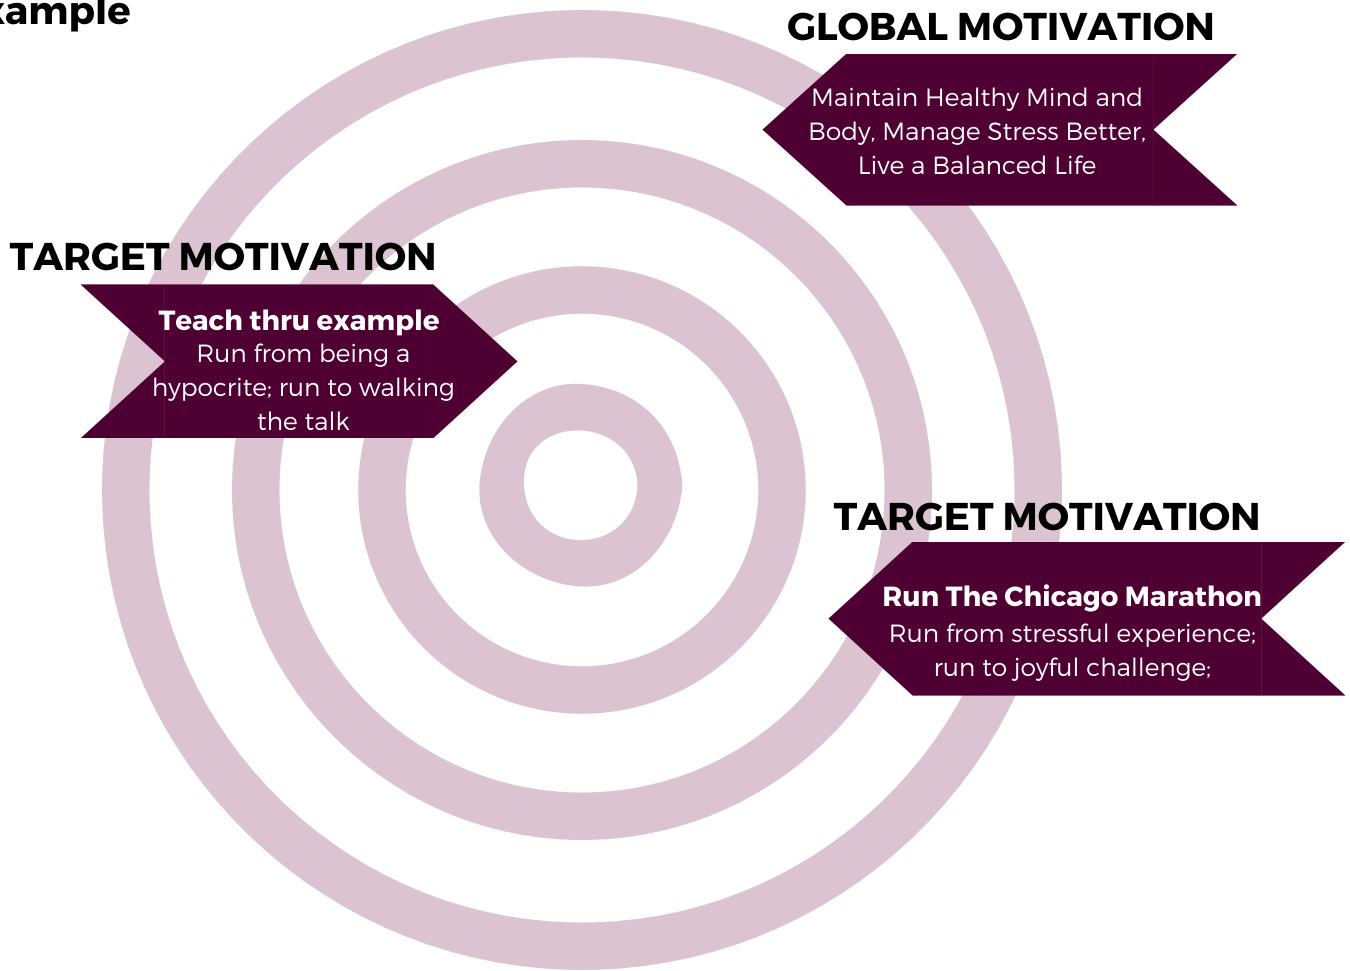 GLOBAL MOTIVATION
Maintain Healthy Mind and
Body, Manage Stress Better,
Live a Balanced Life
TARGET MOTIVATION
Teach thru example
Run from being a
hypocrite; run to walking
the talk
TARGET MOTIVATION
Run The Chicago Marathon
Run from stressful experience;
run to joyful challenge;